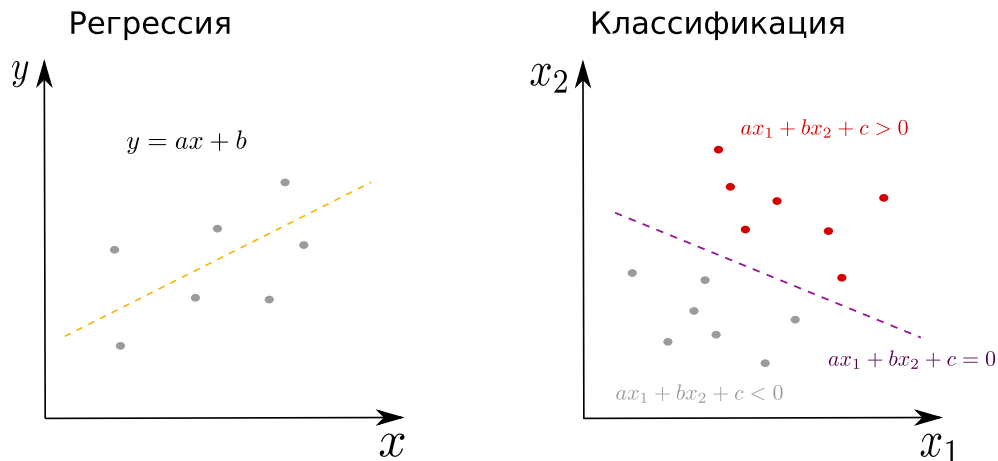 Регрессия
y
y = ax + b
x
Классификация
x₂
ax₁ + bx₂ + c > 0
ax₁ + bx₂ + c = 0
ax₁ + bx₂ + c < 0
x₁